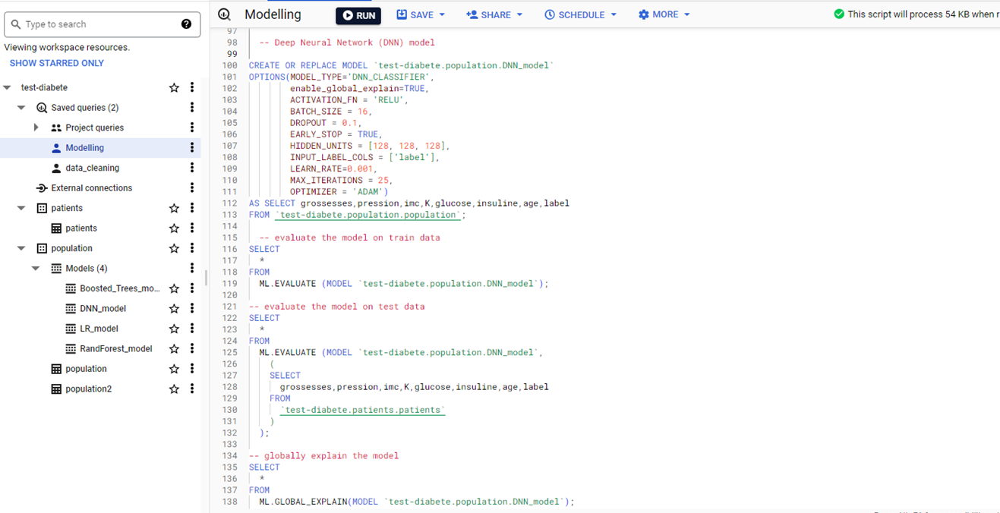 Type to search
Viewing workspace resources.
SHOW STARRED ONLY
test-diabete
Saved queries (2)
Project queries
Modelling
data_cleaning
External connections
patients
patients
population
Models (4)
Boosted_Trees_mo...
DNN_model
LR_model
RandForest_model
population
population2
Modelling RUN SAVE SHARE SCHEDULE MORE This script will process 54 KB when r
97
98 -- Deep Neural Network (DNN) model
99
100 CREATE OR REPLACE MODEL `test-diabete.population.DNN_model`
101 OPTIONS(MODEL_TYPE='DNN_CLASSIFIER',
102 enable_global_explain=TRUE,
103 ACTIVATION_FN = 'RELU',
104 BATCH_SIZE = 16,
105 DROPOUT = 0.1,
106 EARLY_STOP = TRUE,
107 HIDDEN_UNITS = [128, 128, 128],
108 INPUT_LABEL_COLS = ['label'],
109 LEARN_RATE=0.001,
110 MAX_ITERATIONS = 25,
111 OPTIMIZER = 'ADAM')
112 AS SELECT grossesses,pression,imc,K,glucose,insuline,age,label
113 FROM `test-diabete.population.population`;
114
115 -- evaluate the model on train data
116 SELECT
117 *
118 FROM
119 ML.EVALUATE (MODEL `test-diabete.population.DNN_model`);
120
121 -- evaluate the model on test data
122 SELECT
123 *
124 FROM
125 ML.EVALUATE (MODEL `test-diabete.population.DNN_model`,
126 (
127 SELECT
128 grossesses,pression,imc,K,glucose,insuline,age,label
129 FROM
130 `test-diabete.patients.patients`
131 )
132 );
133
134 -- globally explain the model
135 SELECT
136 *
137 FROM
138 ML.GLOBAL_EXPLAIN(MODEL `test-diabete.population.DNN_model`);